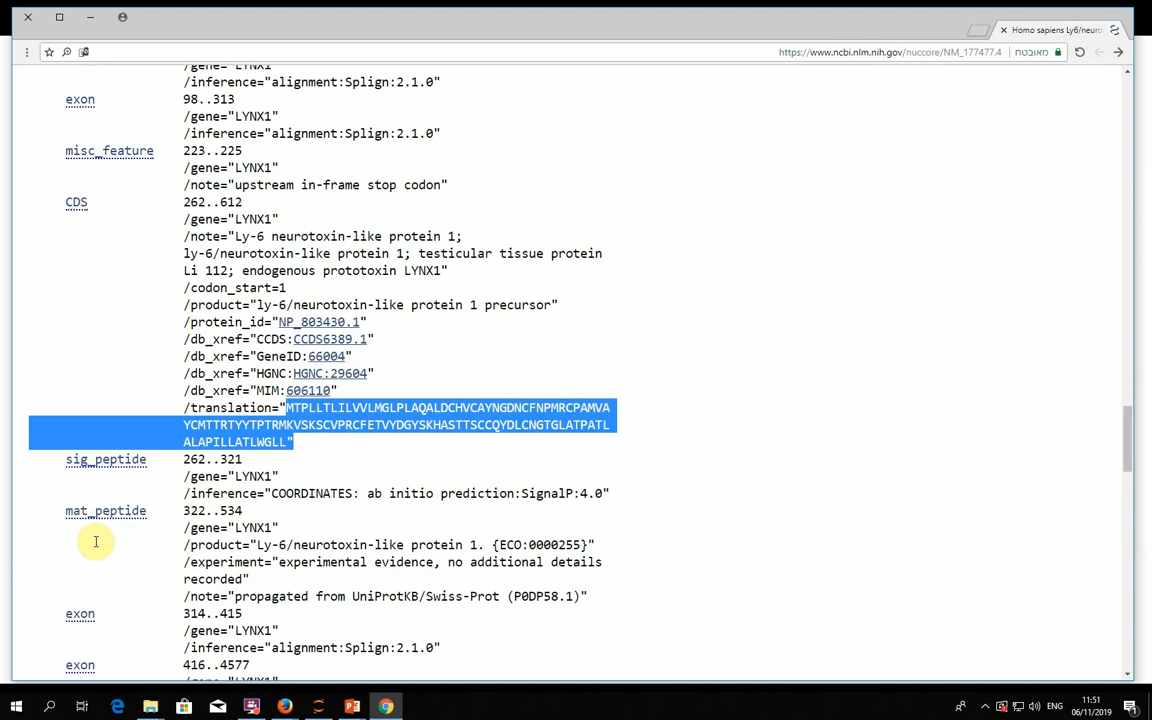 Homo sapiens Ly6/neuro
https://www.ncbi.nlm.nih.gov/nuccore/NM_177477.4 מאובטח
/gene="LYNX1"
/inference="alignment:Splign:2.1.0"
exon 98..313
/gene="LYNX1"
/inference="alignment:Splign:2.1.0"
misc_feature 223..225
/gene="LYNX1"
/note="upstream in-frame stop codon"
CDS 262..612
/gene="LYNX1"
/note="Ly-6 neurotoxin-like protein 1;
ly-6/neurotoxin-like protein 1; testicular tissue protein
Li 112; endogenous prototoxin LYNX1"
/codon_start=1
/product="ly-6/neurotoxin-like protein 1 precursor"
/protein_id="NP_803430.1"
/db_xref="CCDS:CCDS6389.1"
/db_xref="GeneID:66004"
/db_xref="HGNC:HGNC:29604"
/db_xref="MIM:606110"
/translation="MTPLLTLILVVLMGLPLAQALDCHVCAYNGDNCFNPMRCPAMVA
YCMTTRTYYTPTRMKVSKSCVPRCFETVYDGYSKHASTTSCCQYDLCNGTGLATPATL
ALAPILLATLWGLL"
sig_peptide 262..321
/gene="LYNX1"
/inference="COORDINATES: ab initio prediction:SignalP:4.0"
mat_peptide 322..534
/gene="LYNX1"
/product="Ly-6/neurotoxin-like protein 1. {ECO:0000255}"
/experiment="experimental evidence, no additional details
recorded"
/note="propagated from UniProtKB/Swiss-Prot (P0DP58.1)"
exon 314..415
/gene="LYNX1"
/inference="alignment:Splign:2.1.0"
exon 416..4577
/gene="LYNX1"
ENG 11:51
06/11/2019